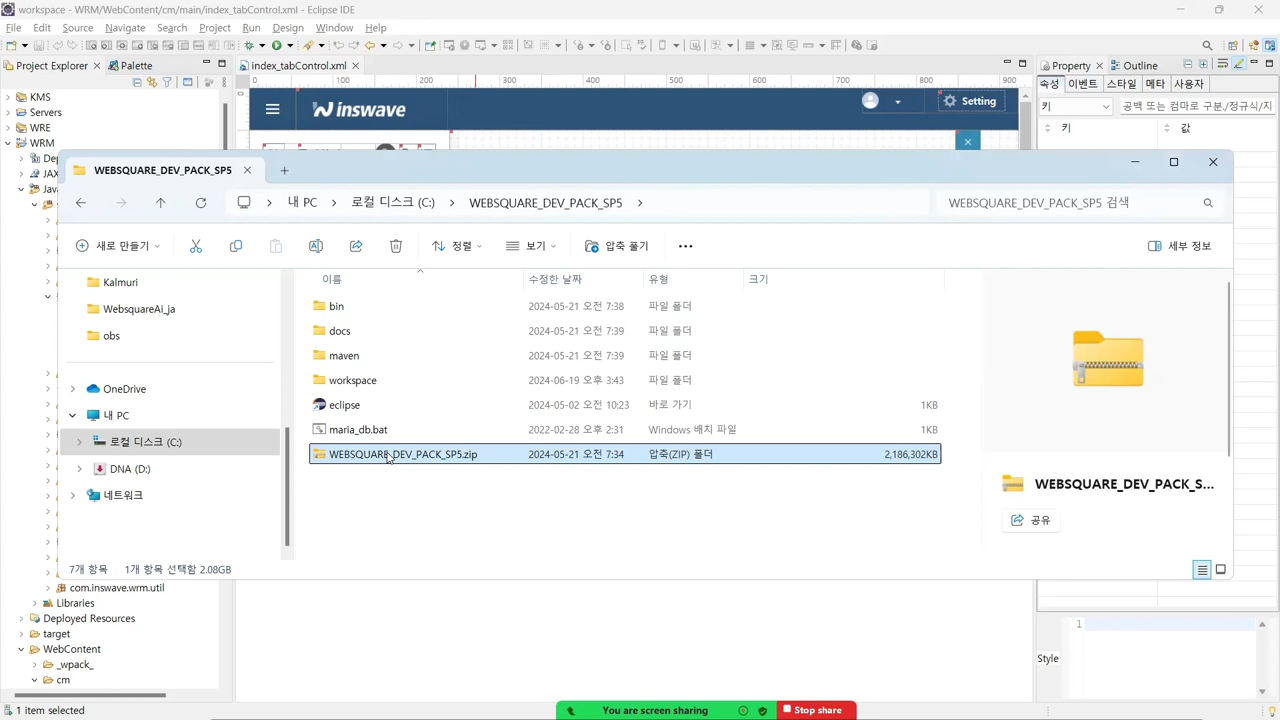 workspace - WRM/WebContent/cm/main/index_tabControl.xml - Eclipse IDE
File Edit Source Navigate Search Project Run Design Window Help
Project Explorer Palette
index_tabControl.xml
Property Outline
0 100 200 300 400 500 600 700 800 900
속성 이벤트 스타일 메타 사용자
키 공백 또는 컴마로 구분,/정규식/지
키 값
KMS
Servers
WRE
WRM
inswave
Setting
WEBSQUARE_DEV_PACK_SP5
내 PC 로컬 디스크 (C:) WEBSQUARE_DEV_PACK_SP5
WEBSQUARE_DEV_PACK_SP5 검색
새로 만들기 정렬 보기 압축 풀기 세부 정보
Kalmuri
WebsquareAi_ja
obs
OneDrive
내 PC
로컬 디스크 (C:)
DNA (D:)
네트워크
이름 수정한 날짜 유형 크기
bin 2024-05-21 오전 7:38 파일 폴더
docs 2024-05-21 오전 7:39 파일 폴더
maven 2024-05-21 오전 7:39 파일 폴더
workspace 2024-06-19 오후 3:43 파일 폴더
eclipse 2024-05-02 오전 10:23 바로 가기 1KB
maria_db.bat 2022-02-28 오후 2:31 Windows 배치 파일 1KB
WEBSQUARE_DEV_PACK_SP5.zip 2024-05-21 오전 7:34 압축(ZIP) 폴더 2,186,302KB
WEBSQUARE_DEV_PACK_S...
공유
7개 항목 1개 항목 선택함 2.08GB
com.inswave.wrm.util
Libraries
Deployed Resources
target
WebContent
_wpack_
cm
1
Style
1 item selected
You are screen sharing
Stop share